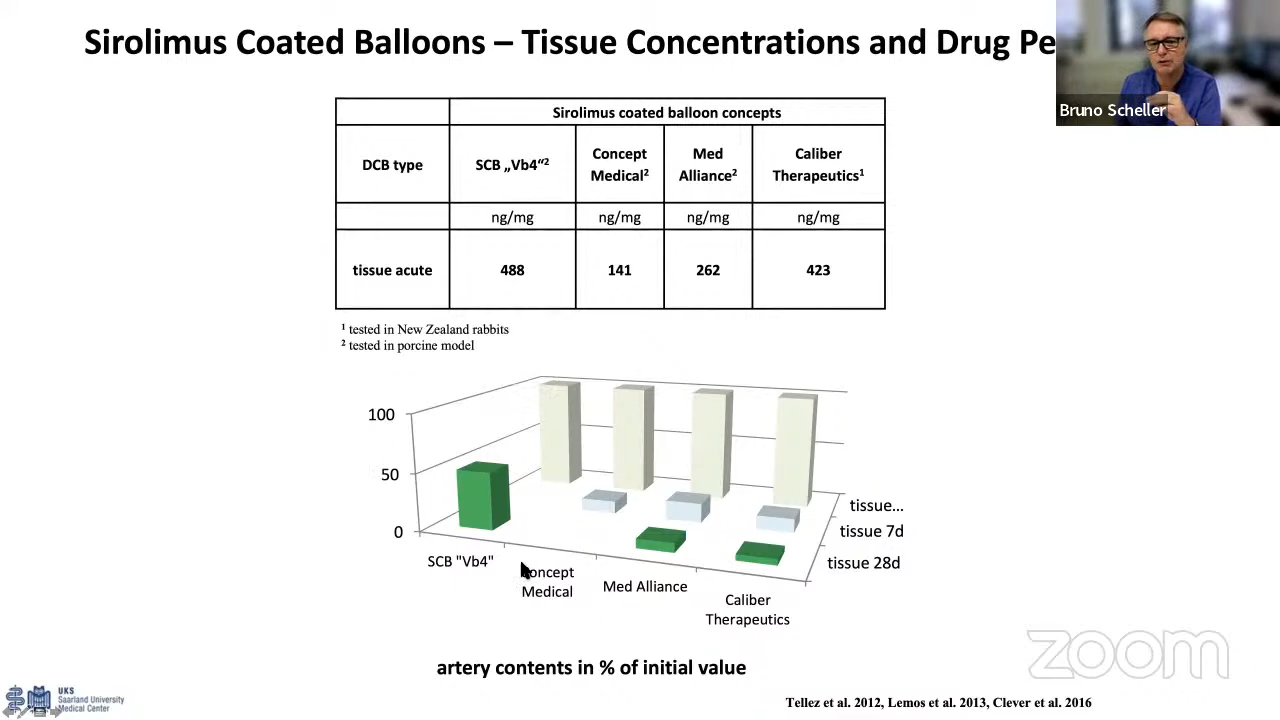 Sirolimus Coated Balloons – Tissue Concentrations and Drug Pe
Bruno Scheller
Sirolimus coated balloon concepts
DCB type
SCB „Vb4“2
Concept
Medical2
Med
Alliance2
Caliber
Therapeutics1
ng/mg ng/mg ng/mg ng/mg
tissue acute 488 141 262 423
1 tested in New Zealand rabbits
2 tested in porcine model
100
50
0
tissue...
tissue 7d
tissue 28d
SCB "Vb4"
Concept
Medical
Med Alliance
Caliber
Therapeutics
artery contents in % of initial value
zoom
UKS
Saarland University
Medical Center
Tellez et al. 2012, Lemos et al. 2013, Clever et al. 2016